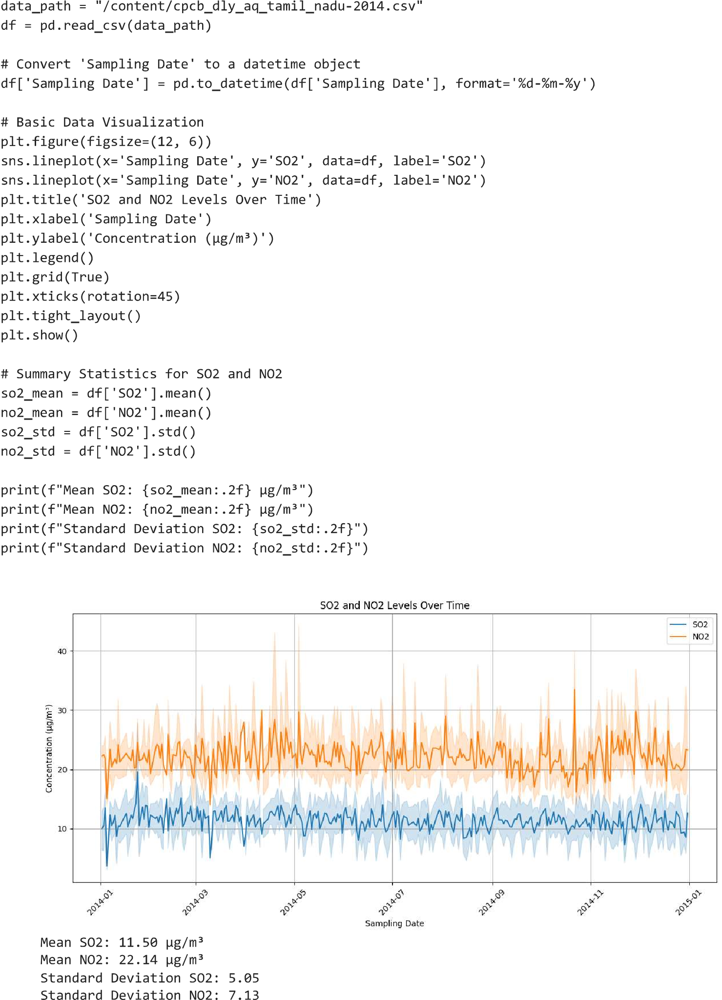 data_path = "/content/cpcb_dly_aq_tamil_nadu-2014.csv"
df = pd.read_csv(data_path)
# Convert 'Sampling Date' to a datetime object
df['Sampling Date'] = pd.to_datetime(df['Sampling Date'], format='%d-%m-%y')
# Basic Data Visualization
plt.figure(figsize=(12, 6))
sns.lineplot(x='Sampling Date', y='SO2', data=df, label='SO2')
sns.lineplot(x='Sampling Date', y='NO2', data=df, label='NO2')
plt.title('SO2 and NO2 Levels Over Time')
plt.xlabel('Sampling Date')
plt.ylabel('Concentration (µg/m³)')
plt.legend()
plt.grid(True)
plt.xticks(rotation=45)
plt.tight_layout()
plt.show()
# Summary Statistics for SO2 and NO2
so2_mean = df['SO2'].mean()
no2_mean = df['NO2'].mean()
so2_std = df['SO2'].std()
no2_std = df['NO2'].std()
print(f"Mean SO2: {so2_mean:.2f} µg/m³")
print(f"Mean NO2: {no2_mean:.2f} µg/m³")
print(f"Standard Deviation SO2: {so2_std:.2f}")
print(f"Standard Deviation NO2: {no2_std:.2f}")
SO2 and NO2 Levels Over Time
SO2
NO2
40
30
20
10
Concentration (µg/m³)
2014-01
2014-03
2014-05
2014-07
2014-09
2014-11
2015-01
Sampling Date
Mean SO2: 11.50 µg/m³
Mean NO2: 22.14 µg/m³
Standard Deviation SO2: 5.05
Standard Deviation NO2: 7.13